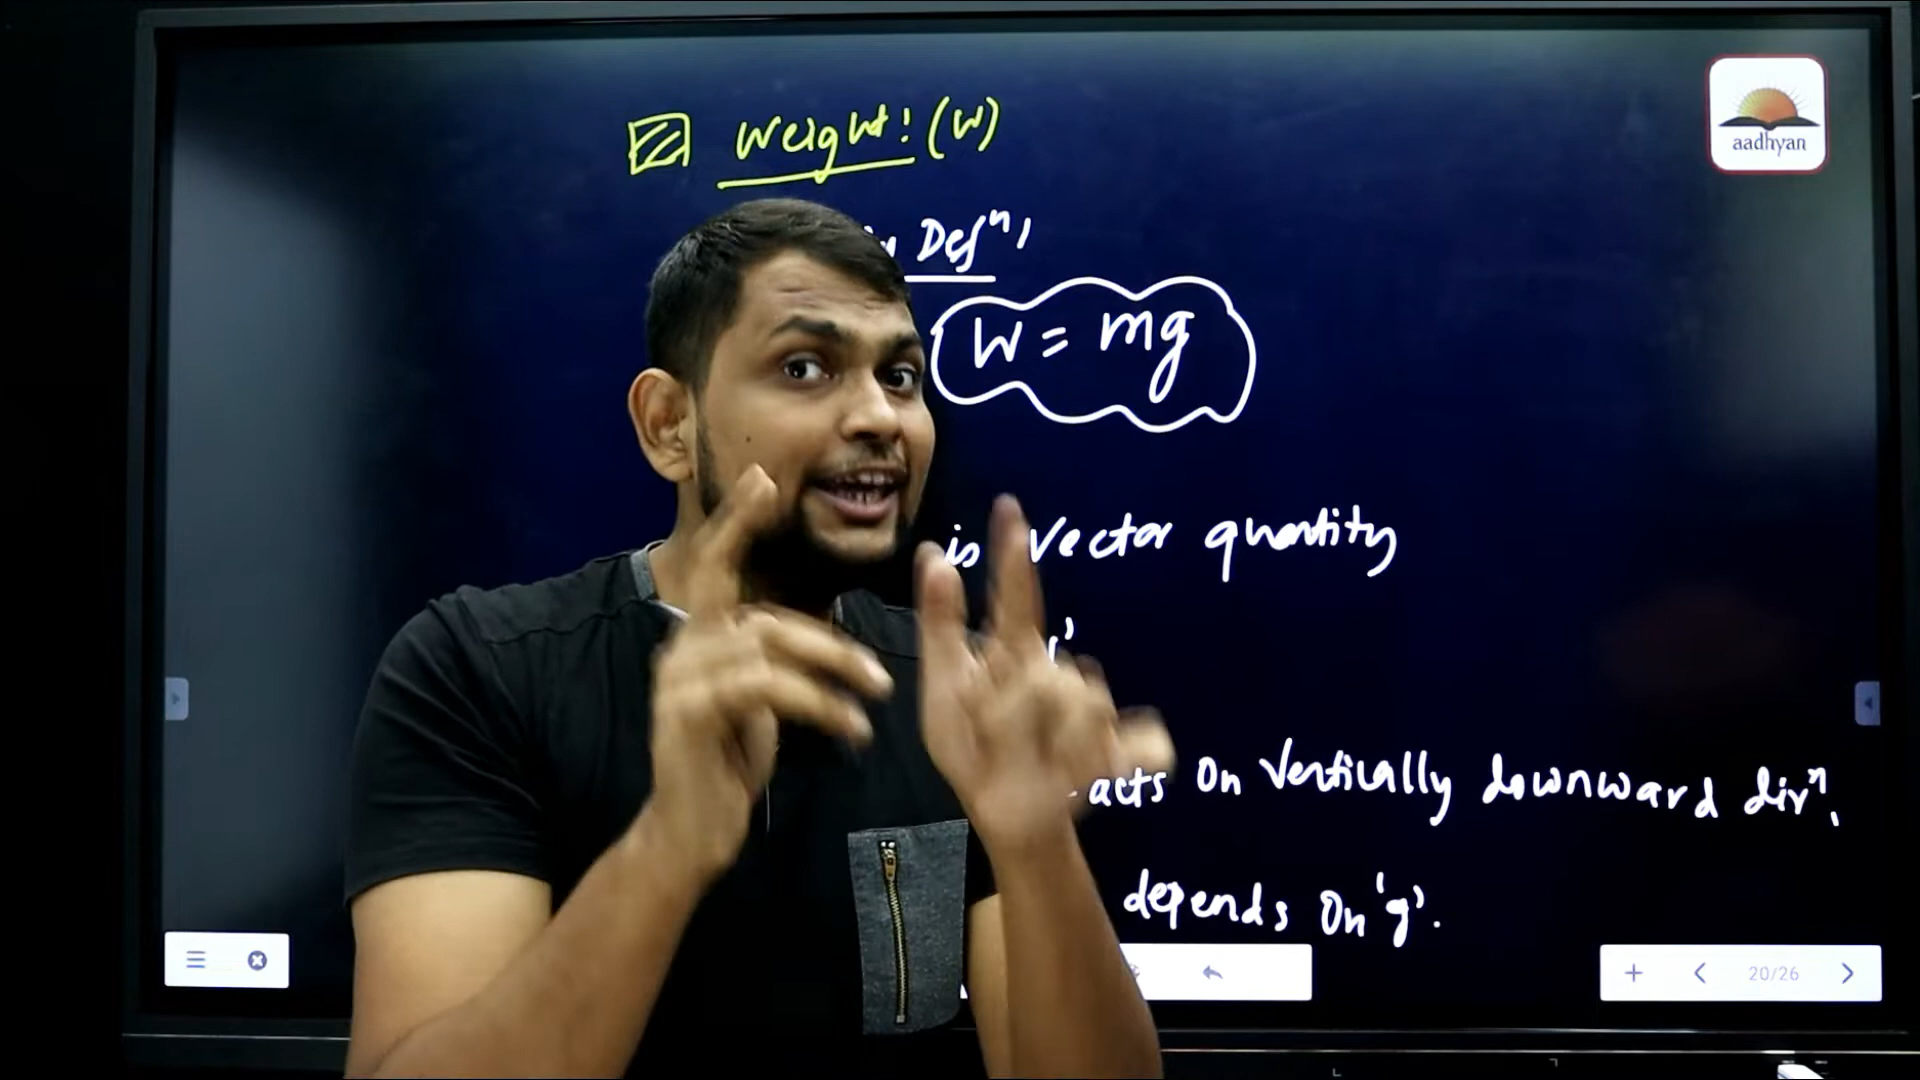 Weight! (W)
aadhyan
Defⁿ,
W = mg
is vector quantity
acts on vertically downward dirⁿ,
depends on 'g'.
20/26